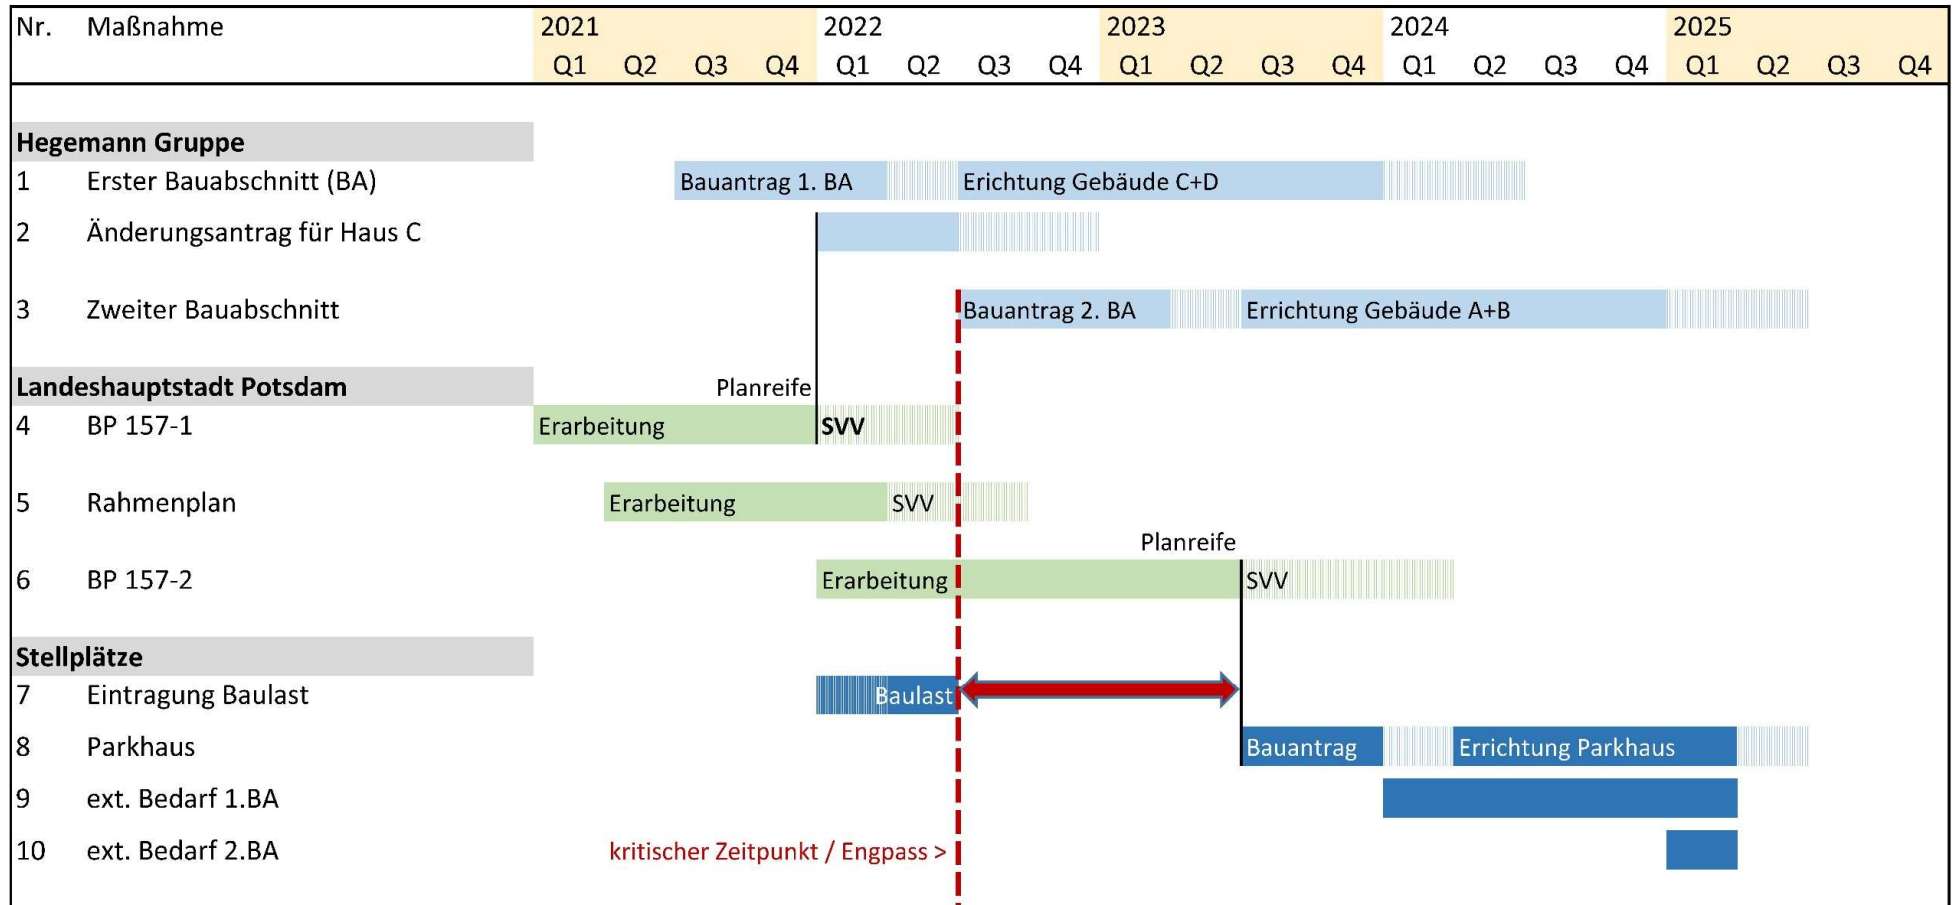 Nr. Maßnahme 2021 2022 2023 2024 2025
Q1 Q2 Q3 Q4 Q1 Q2 Q3 Q4 Q1 Q2 Q3 Q4 Q1 Q2 Q3 Q4 Q1 Q2 Q3 Q4
Hegemann Gruppe
1 Erster Bauabschnitt (BA) Bauantrag 1. BA Erichtung Gebäude C+D
2 Änderungsantrag für Haus C
3 Zweiter Bauabschnitt Bauantrag 2. BA Errichtung Gebäude A+B
Landeshauptstadt Potsdam Planreife
4 BP 157-1 Erarbeitung SVV
5 Rahmenplan Erarbeitung SVV
Planreife
6 BP 157-2 Erarbeitung SVV
Stellplätze
7 Eintragung Baulast Baulast
8 Parkhaus Bauantrag Errichtung Parkhaus
9 ext. Bedarf 1.BA
10 ext. Bedarf 2.BA kritischer Zeitpunkt / Engpass >